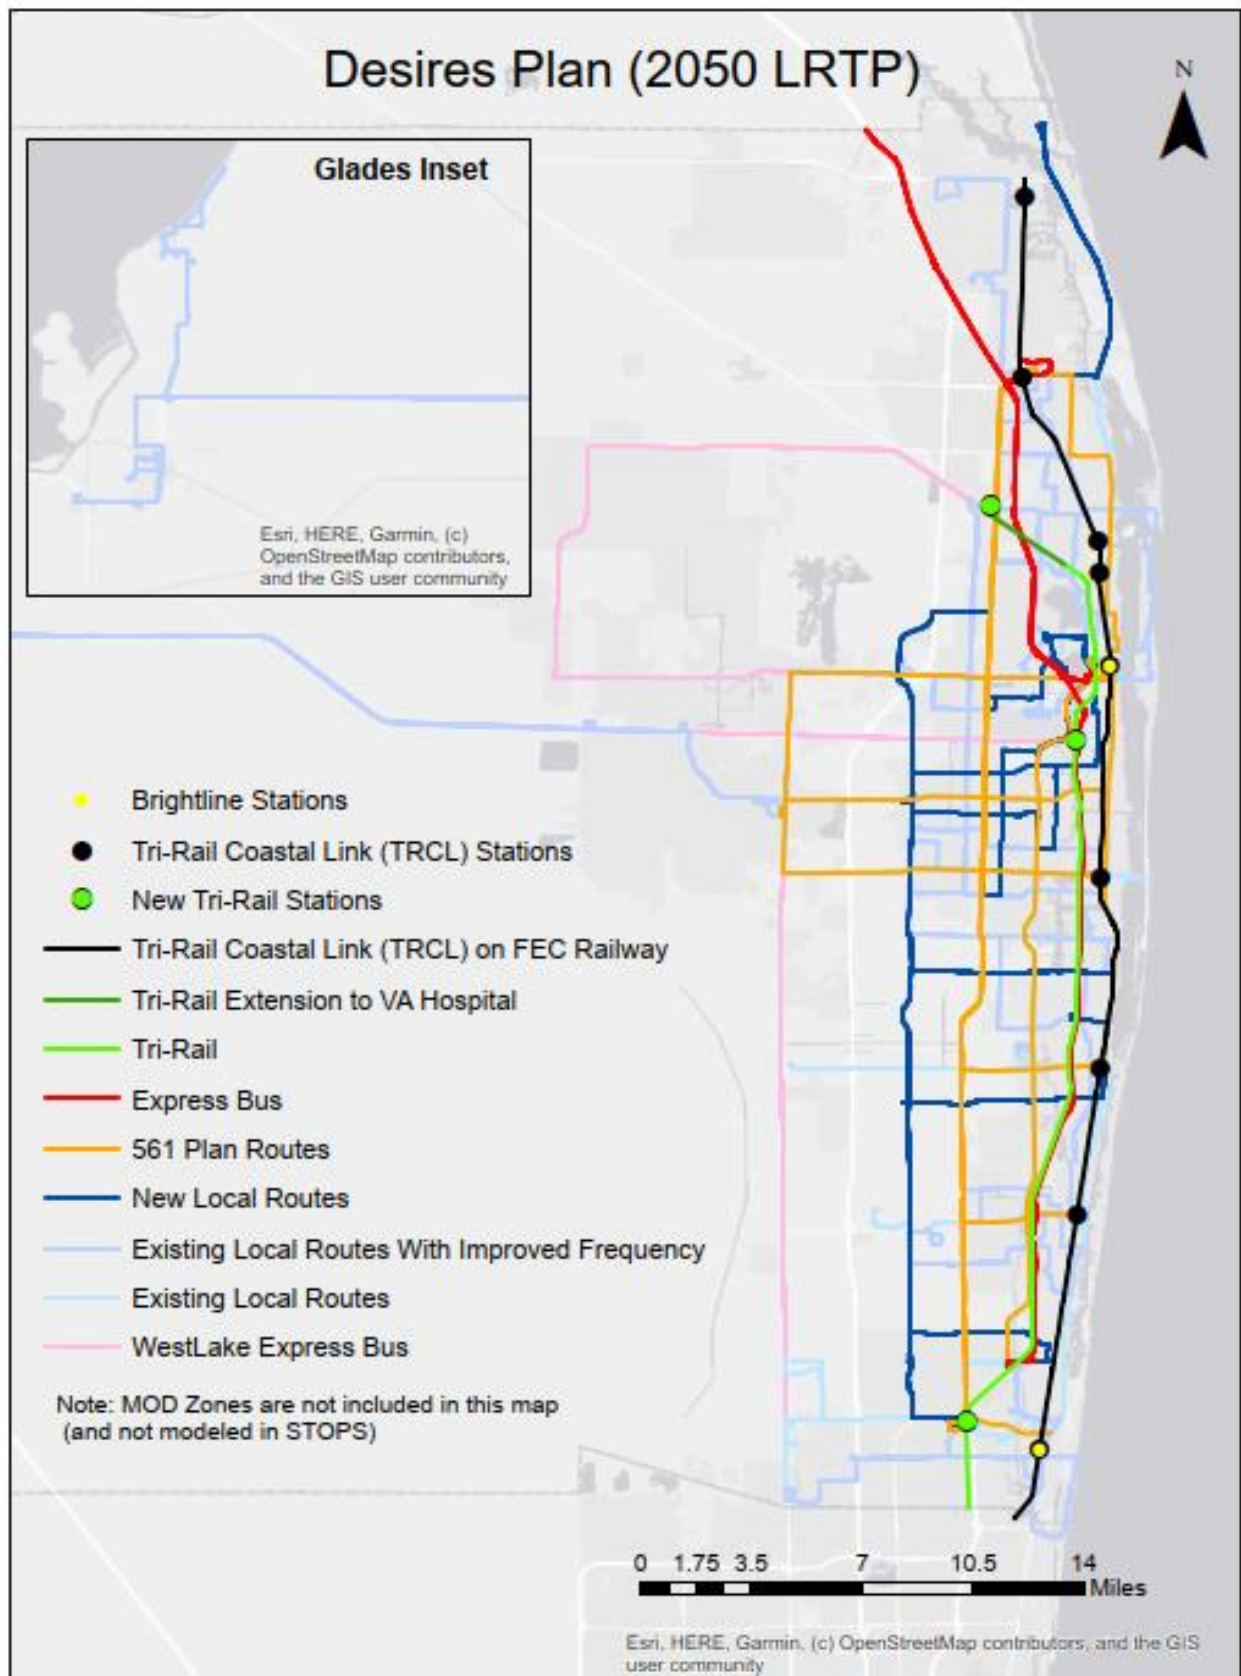 Desires Plan (2050 LRTP)
N
Glades Inset
Esri, HERE, Garmin, (c)
OpenStreetMap contributors,
and the GIS user community
Brightline Stations
Tri-Rail Coastal Link (TRCL) Stations
New Tri-Rail Stations
Tri-Rail Coastal Link (TRCL) on FEC Railway
Tri-Rail Extension to VA Hospital
Tri-Rail
Express Bus
561 Plan Routes
New Local Routes
Existing Local Routes With Improved Frequency
Existing Local Routes
WestLake Express Bus
Note: MOD Zones are not included in this map
(and not modeled in STOPS)
0 1.75 3.5 7 10.5 14
Miles
Esri, HERE, Garmin, (c) OpenStreetMap contributors, and the GIS
user community